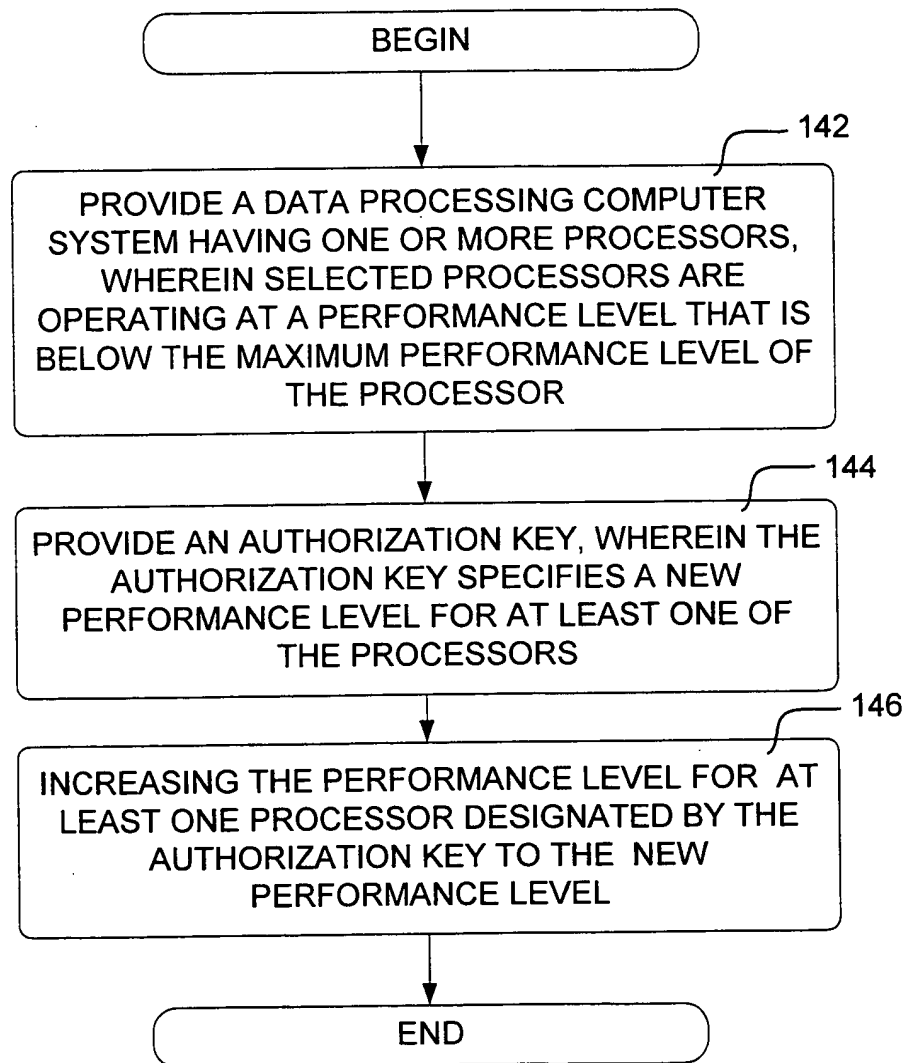 BEGIN
142
PROVIDE A DATA PROCESSING COMPUTER
SYSTEM HAVING ONE OR MORE PROCESSORS,
WHEREIN SELECTED PROCESSORS ARE
OPERATING AT A PERFORMANCE LEVEL THAT IS
BELOW THE MAXIMUM PERFORMANCE LEVEL OF
THE PROCESSOR
144
PROVIDE AN AUTHORIZATION KEY, WHEREIN THE
AUTHORIZATION KEY SPECIFIES A NEW
PERFORMANCE LEVEL FOR AT LEAST ONE OF
THE PROCESSORS
146
INCREASING THE PERFORMANCE LEVEL FOR AT
LEAST ONE PROCESSOR DESIGNATED BY THE
AUTHORIZATION KEY TO THE NEW
PERFORMANCE LEVEL
END